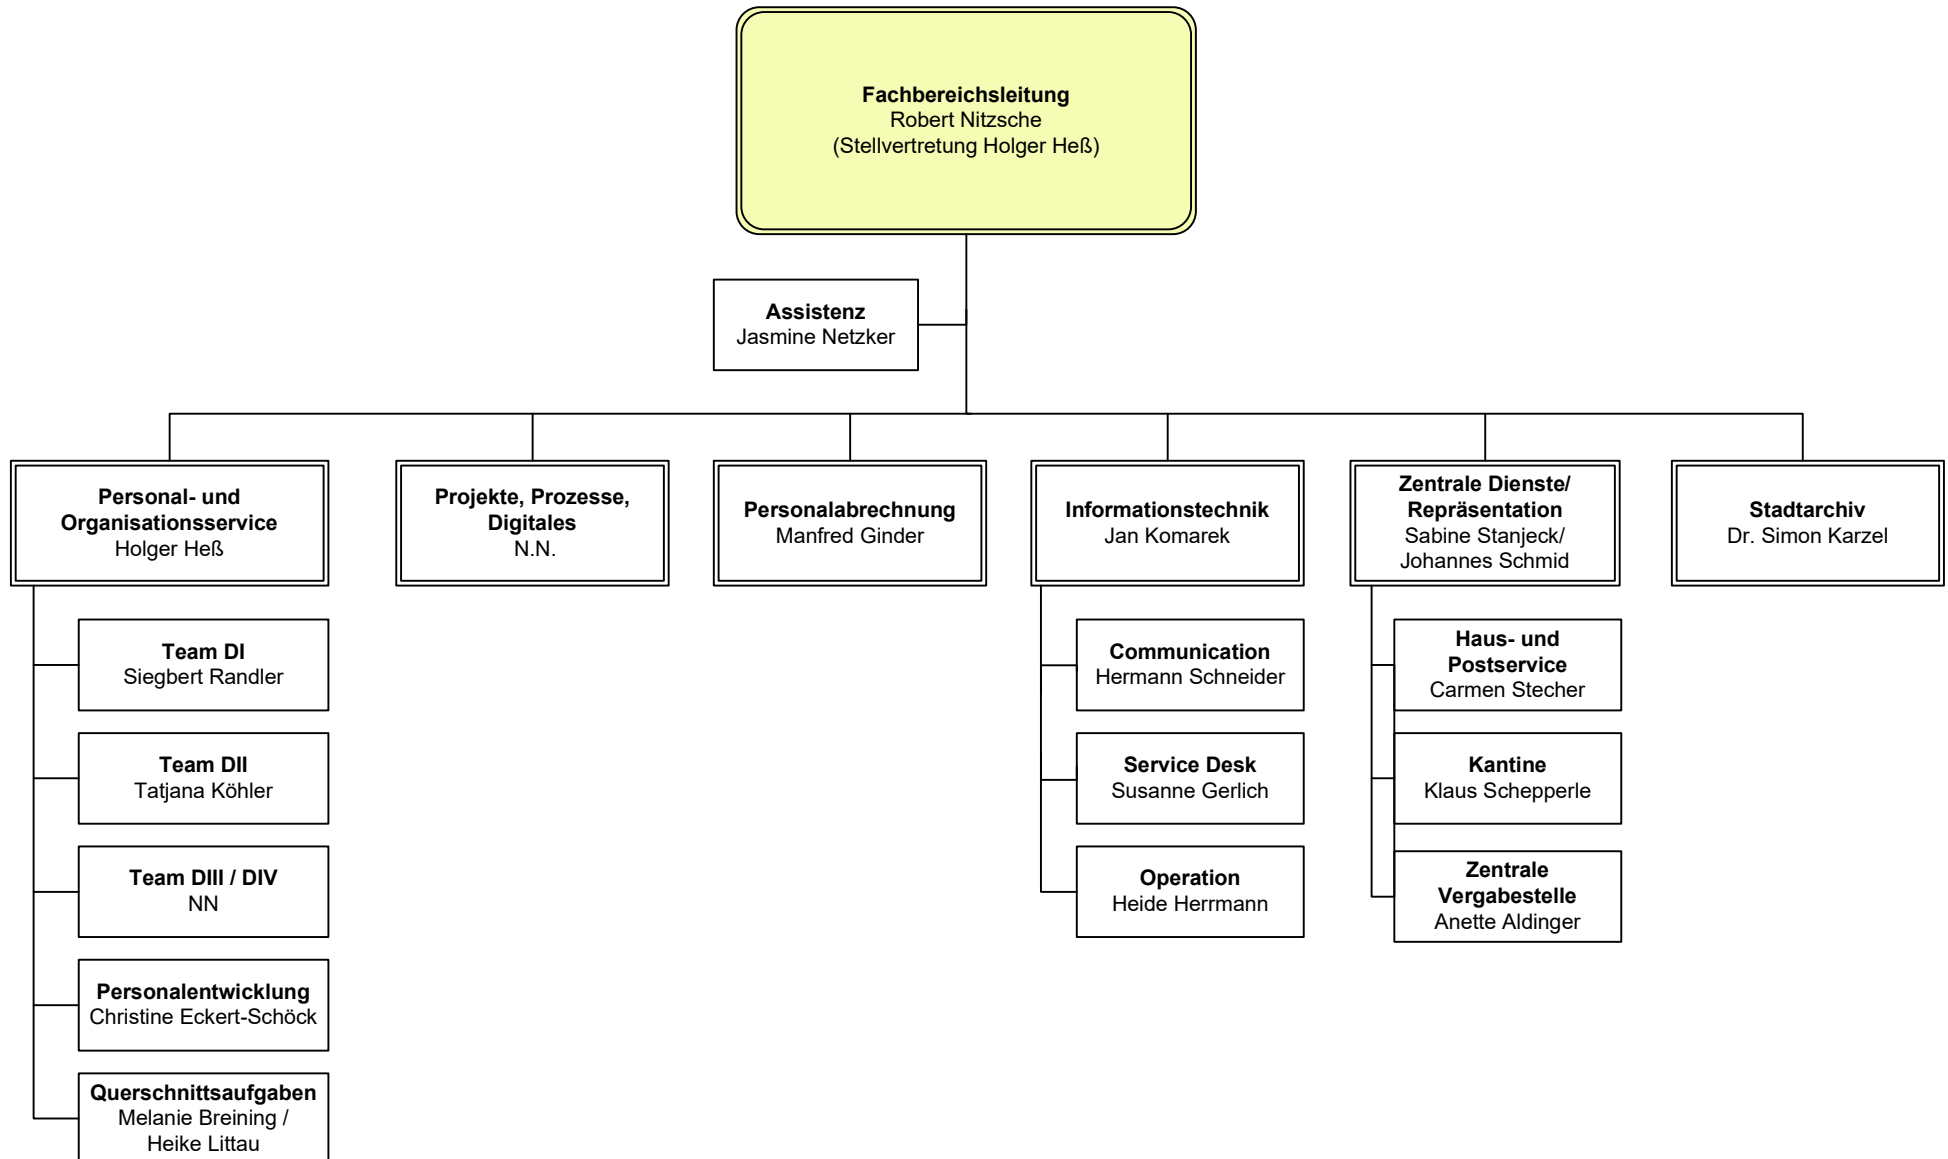 Fachbereichsleitung
Robert Nitzsche
(Stellvertretung Holger Heß)
Assistenz
Jasmine Netzker
Personal- und
Organisationsservice
Holger Heß
Projekte, Prozesse,
Digitales
N.N.
Personalabrechnung
Manfred Ginder
Informationstechnik
Jan Komarek
Zentrale Dienste/
Repräsentation
Sabine Stanjeck/
Johannes Schmid
Stadtarchiv
Dr. Simon Karzel
Team DI
Siegbert Randler
Team DII
Tatjana Köhler
Team DIII / DIV
NN
Personalentwicklung
Christine Eckert-Schöck
Querschnittsaufgaben
Melanie Breining /
Heike Littau
Communication
Hermann Schneider
Service Desk
Susanne Gerlich
Operation
Heide Herrmann
Haus- und
Postservice
Carmen Stecher
Kantine
Klaus Schepperle
Zentrale
Vergabestelle
Anette Aldinger